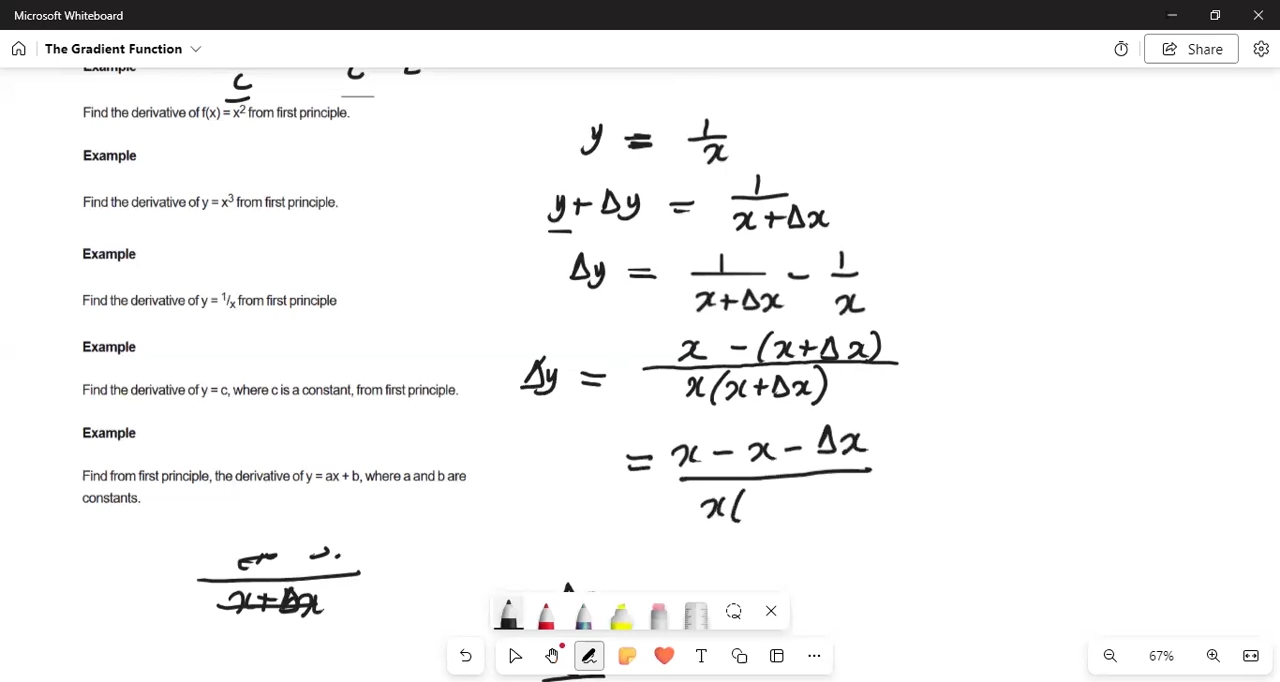 Microsoft Whiteboard
The Gradient Function
Share
Example
Find the derivative of f(x) = x² from first principle.
Example
Find the derivative of y = x³ from first principle.
Example
Find the derivative of y = ¹/ₓ from first principle
Example
Find the derivative of y = c, where c is a constant, from first principle.
Example
Find from first principle, the derivative of y = ax + b, where a and b are
constants.
y = 1/x
y + Δy = 1/(x + Δx)
Δy = 1/(x + Δx) - 1/x
Δy = (x - (x + Δx))/(x(x + Δx))
= (x - x - Δx)/(x(
x + Δx
67%